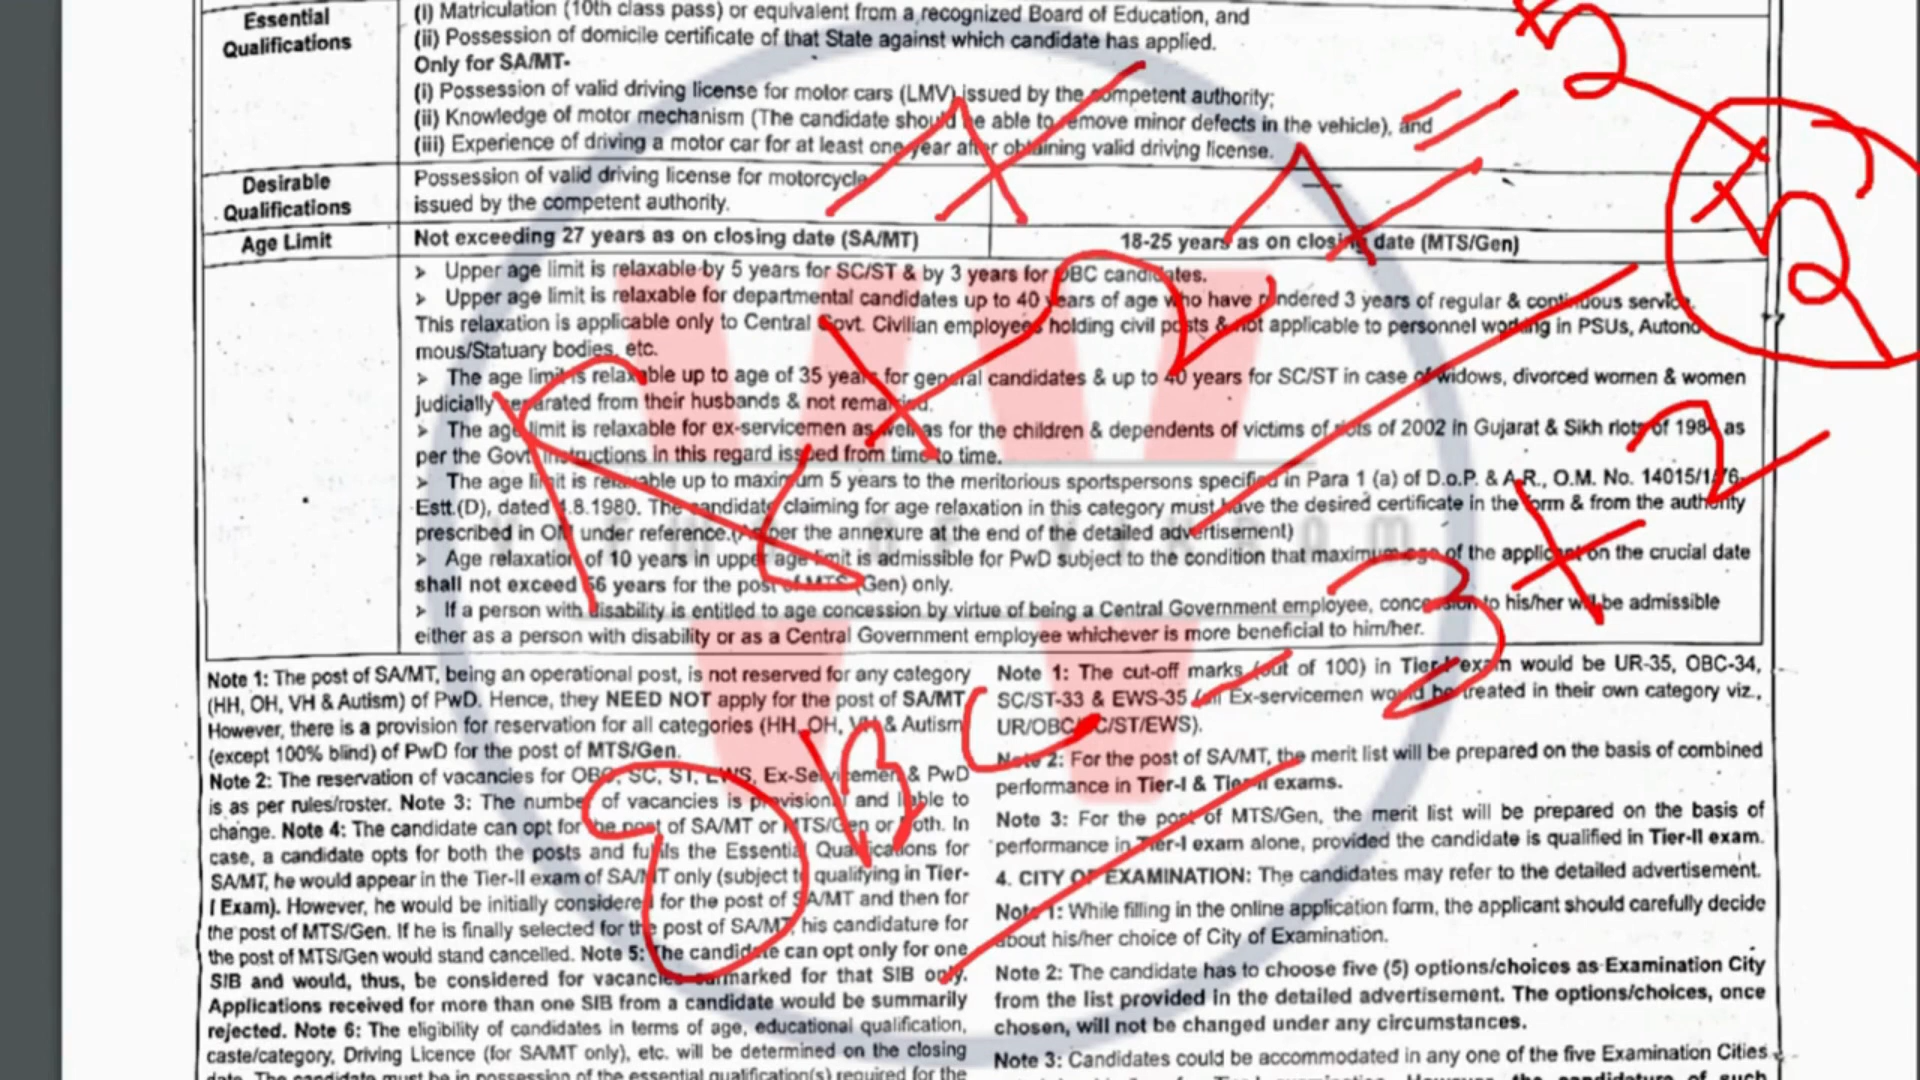 Essential
Qualifications
(i) Matriculation (10th class pass) or equivalent from a recognized Board of Education, and
(ii) Possession of domicile certificate of that State against which candidate has applied.
Only for SA/MT-
(i) Possession of valid driving license for motor cars (LMV) issued by the competent authority;
(ii) Knowledge of motor mechanism (The candidate should be able to remove minor defects in the vehicle), and
(iii) Experience of driving a motor car for at least one year after obtaining valid driving license.
Desirable
Qualifications
Possession of valid driving license for motorcycle
issued by the competent authority.
Age Limit
Not exceeding 27 years as on closing date (SA/MT)
18-25 years as on closing date (MTS/Gen)
➢ Upper age limit is relaxable by 5 years for SC/ST & by 3 years for OBC candidates.
➢ Upper age limit is relaxable for departmental candidates up to 40 years of age who have rendered 3 years of regular & continuous service.
This relaxation is applicable only to Central Govt. Civilian employees holding civil posts & not applicable to personnel working in PSUs, Autono
mous/Statuary bodies, etc.
➢ The age limit is relaxable up to age of 35 years for general candidates & up to 40 years for SC/ST in case of widows, divorced women & women
judicially separated from their husbands & not remarried.
➢ The age limit is relaxable for ex-servicemen as well as for the children & dependents of victims of riots of 2002 in Gujarat & Sikh riots of 1984 as
per the Govt. instructions in this regard issued from time to time.
➢ The age limit is relaxable up to maximum 5 years to the meritorious sportspersons specified in Para 1 (a) of D.o.P. & A.R., O.M. No. 14015/1/76-
Estt.(D), dated 4.8.1980. The candidate claiming for age relaxation in this category must have the desired certificate in the form & from the authority
prescribed in OM under reference.(As per the annexure at the end of the detailed advertisement)
➢ Age relaxation of 10 years in upper age limit is admissible for PwD subject to the condition that maximum age of the applicant on the crucial date
shall not exceed 56 years for the post of MTS (Gen) only.
➢ If a person with disability is entitled to age concession by virtue of being a Central Government employee, concession to his/her will be admissible
either as a person with disability or as a Central Government employee whichever is more beneficial to him/her.
Note 1: The post of SA/MT, being an operational post, is not reserved for any category
(HH, OH, VH & Autism) of PwD. Hence, they NEED NOT apply for the post of SA/MT.
However, there is a provision for reservation for all categories (HH, OH, VH & Autism
(except 100% blind) of PwD for the post of MTS/Gen.
Note 2: The reservation of vacancies for OBC, SC, ST, EWS, Ex-Servicemen & PwD
is as per rules/roster. Note 3: The number of vacancies is provisional and liable to
change. Note 4: The candidate can opt for the post of SA/MT or MTS/Gen or both. In
case, a candidate opts for both the posts and fulfils the Essential Qualifications for
SA/MT, he would appear in the Tier-II exam of SA/MT only (subject to qualifying in Tier-
I Exam). However, he would be initially considered for the post of SA/MT and then for
the post of MTS/Gen. If he is finally selected for the post of SA/MT, his candidature for
the post of MTS/Gen would stand cancelled. Note 5: The candidate can opt only for one
SIB and would, thus, be considered for vacancies earmarked for that SIB only.
Applications received for more than one SIB from a candidate would be summarily
rejected. Note 6: The eligibility of candidates in terms of age, educational qualification,
caste/category, Driving Licence (for SA/MT only), etc. will be determined on the closing
date. The candidate must be in possession of the essential qualification(s) required for the
Note 1: The cut-off marks (out of 100) in Tier-I exam would be UR-35, OBC-34,
SC/ST-33 & EWS-35 (all Ex-servicemen would be treated in their own category viz.,
UR/OBC/SC/ST/EWS).
Note 2: For the post of SA/MT, the merit list will be prepared on the basis of combined
performance in Tier-I & Tier-II exams.
Note 3: For the post of MTS/Gen, the merit list will be prepared on the basis of
performance in Tier-I exam alone, provided the candidate is qualified in Tier-II exam.
4. CITY OF EXAMINATION: The candidates may refer to the detailed advertisement.
Note 1: While filling in the online application form, the applicant should carefully decide
about his/her choice of City of Examination.
Note 2: The candidate has to choose five (5) options/choices as Examination City
from the list provided in the detailed advertisement. The options/choices, once
chosen, will not be changed under any circumstances.
Note 3: Candidates could be accommodated in any one of the five Examination Cities
OBC - 3